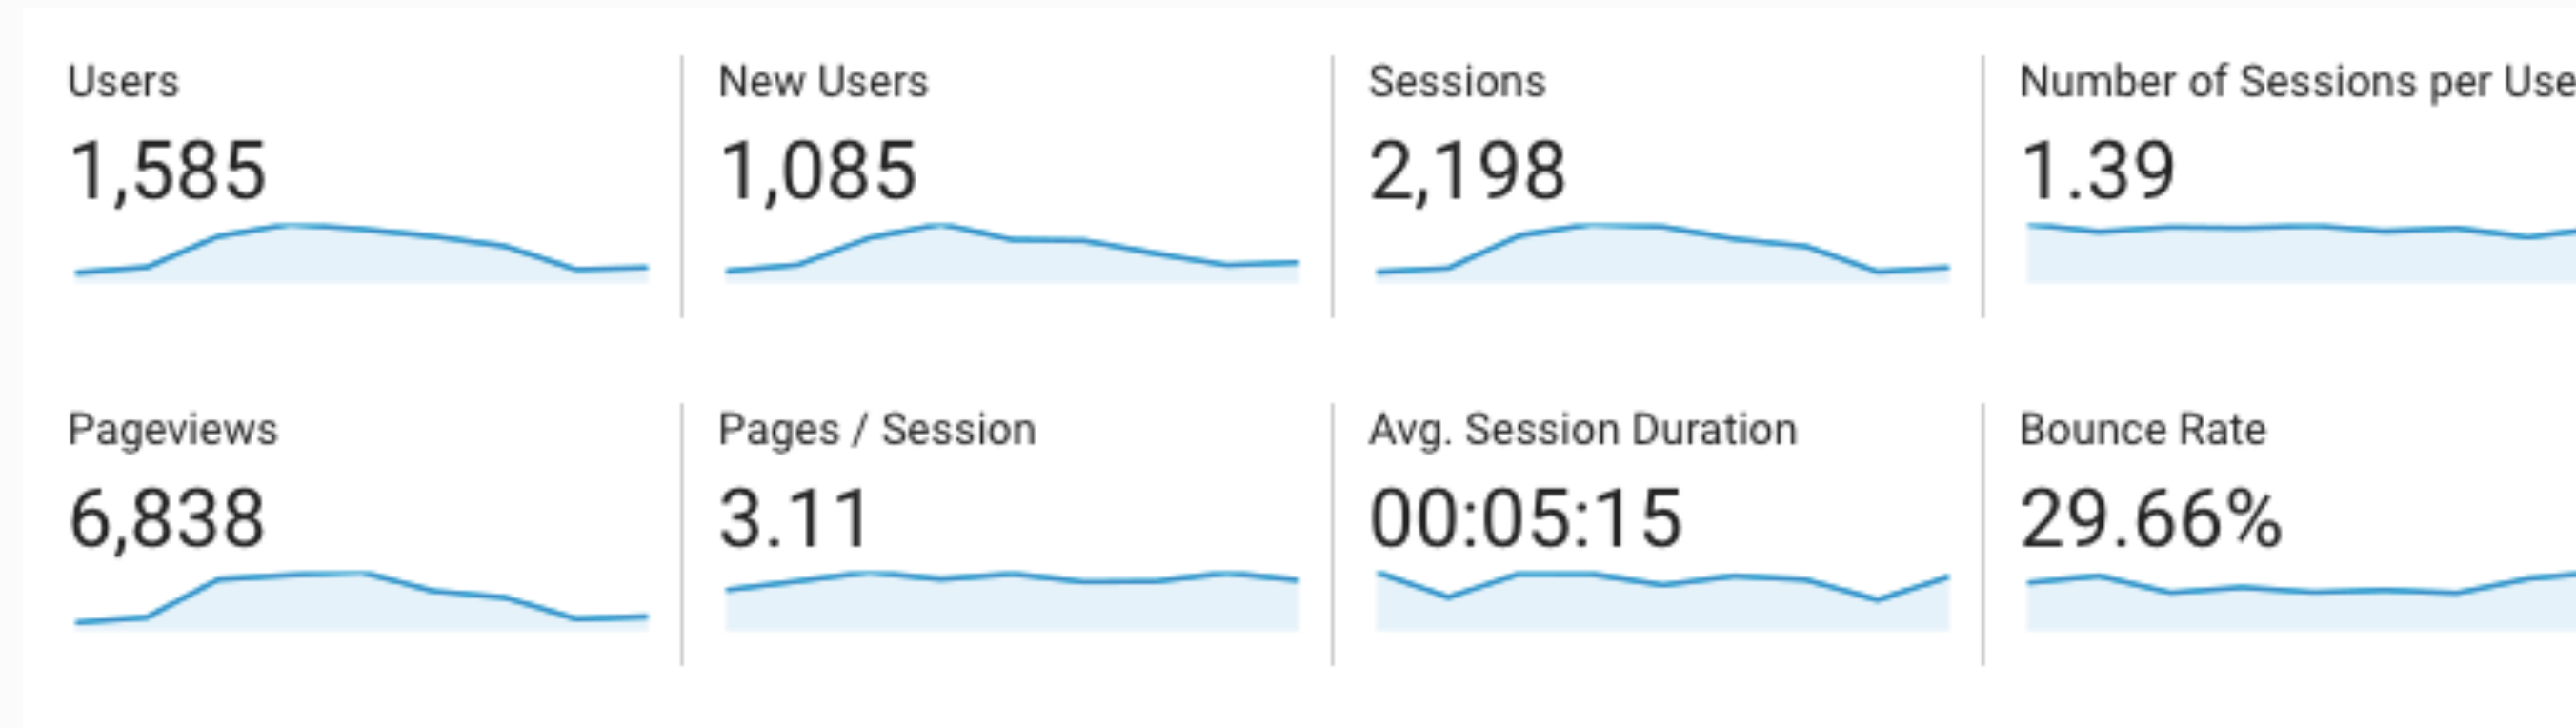 Users
1,585
New Users
1,085
Sessions
2,198
Number of Sessions per Use
1.39
Pageviews
6,838
Pages / Session
3.11
Avg. Session Duration
00:05:15
Bounce Rate
29.66%